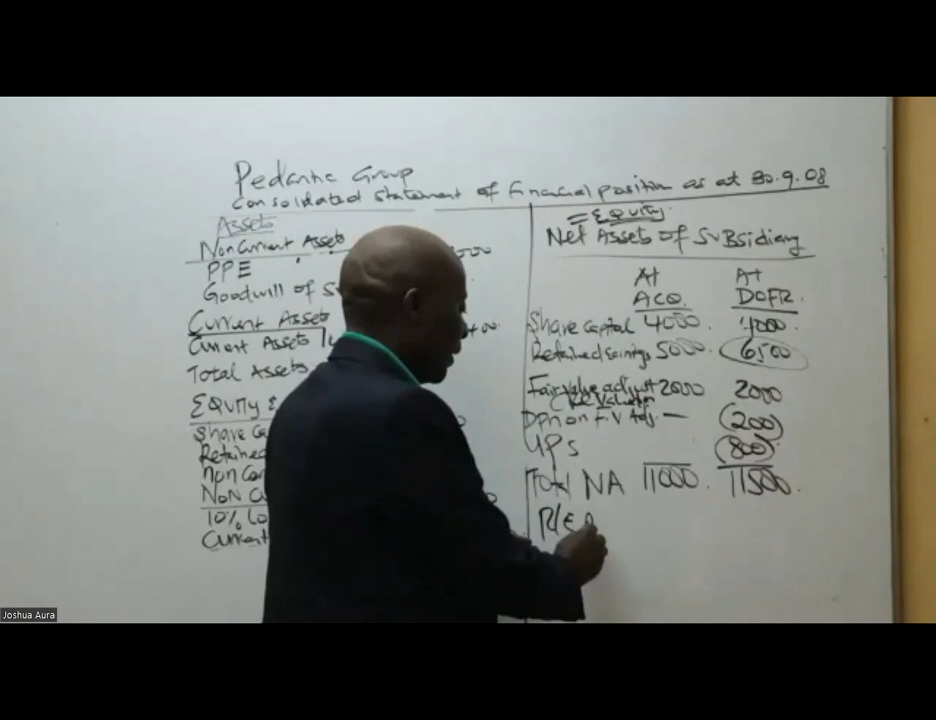 Pedantic Group
Consolidated Statement of Financial position as at 30.9.08
Assets
Non Current Assets
PPE
Goodwill of
Current Assets
Current Assets
Total Assets
Equity
Share
Retained
Non
Non
10%
Current
= Equity
Net Assets of Subsidiary
At At
ACQ. DOFR.
Share capital 4000 4000
Retained earnings 5000 6500
Fair value adjust 2000 2000
Dpn on F.V Adj — (200)
UPS (800)
Total NA 11000 11500
R/E
Joshua Aura